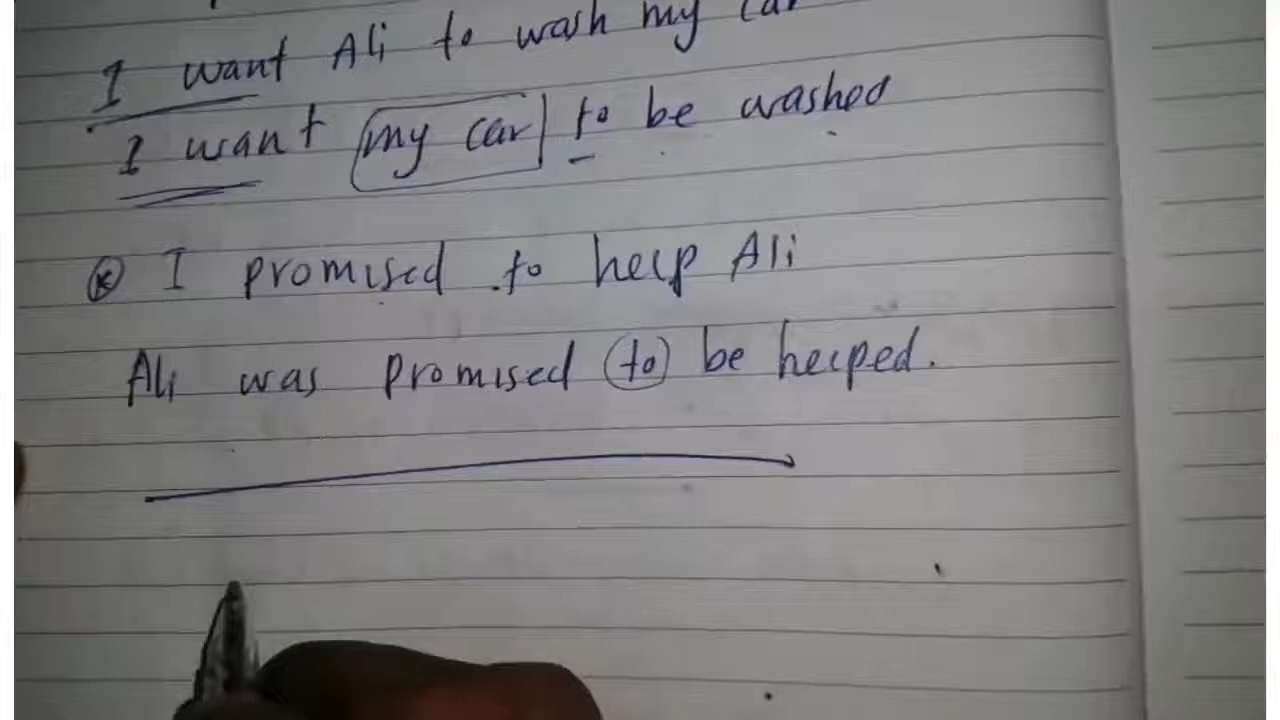 I want Ali to wash my car
I want my car to be washed
I promised to help Ali
Ali was promised to be helped.